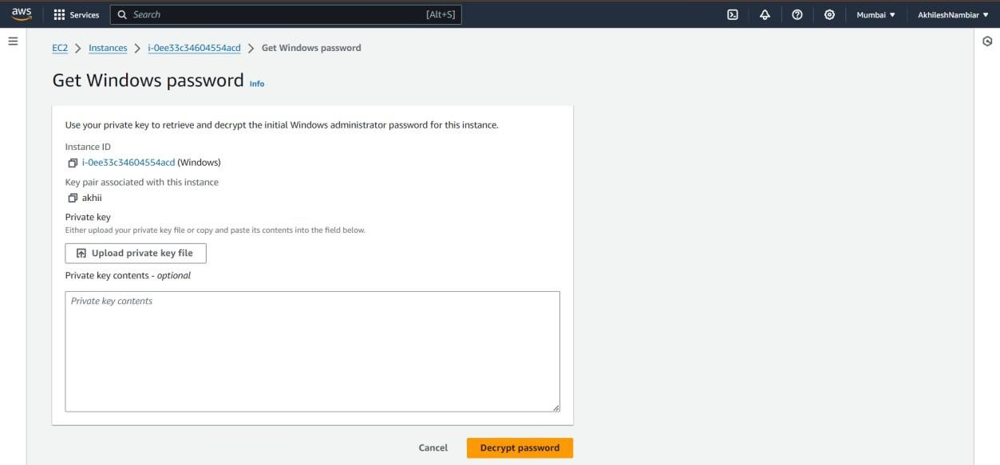 aws Services Search [Alt+S] Mumbai AkhileshNambiar
EC2 Instances i-0ee33c34604554acd Get Windows password
Get Windows password Info
Use your private key to retrieve and decrypt the initial Windows administrator password for this instance.
Instance ID
i-0ee33c34604554acd (Windows)
Key pair associated with this instance
akhii
Private key
Either upload your private key file or copy and paste its contents into the field below.
Upload private key file
Private key contents - optional
Private key contents
Cancel Decrypt password